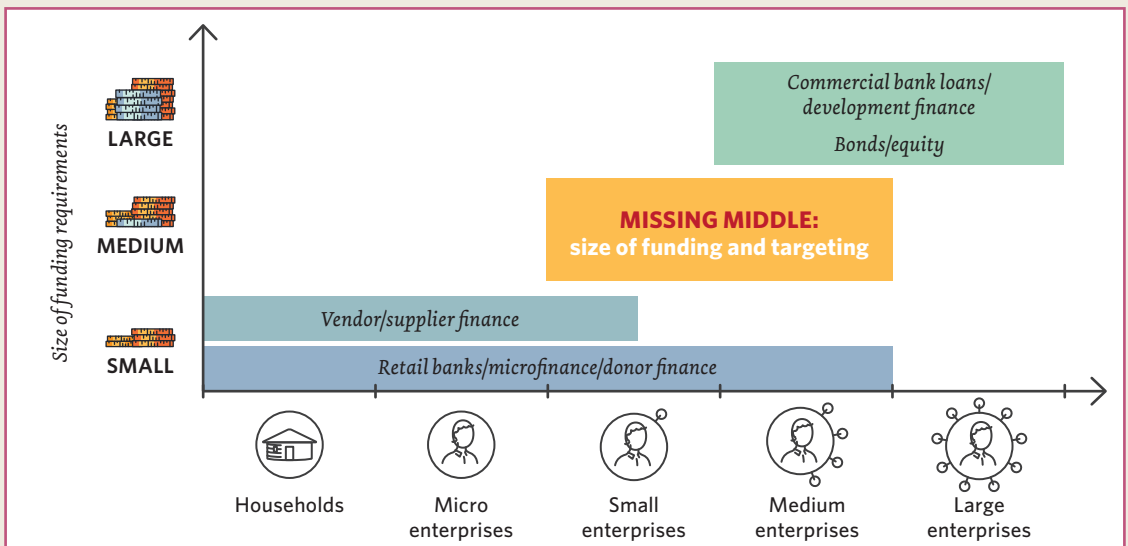 Size of funding requirements
LARGE
MEDIUM
SMALL
Commercial bank loans/
development finance
Bonds/equity
MISSING MIDDLE:
size of funding and targeting
Vendor/supplier finance
Retail banks/microfinance/donor finance
Households
Micro
enterprises
Small
enterprises
Medium
enterprises
Large
enterprises